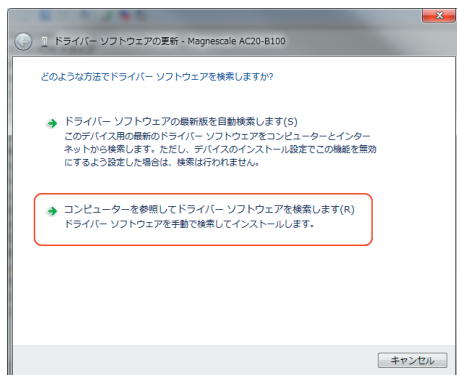 ドライバー ソフトウェアの更新 - Magnescale AC20-B100
どのような方法でドライバー ソフトウェアを検索しますか?
ドライバー ソフトウェアの最新版を自動検索します(S)
このデバイス用の最新のドライバー ソフトウェアをコンピューターとインター
ネットから検索します。ただし、デバイスのインストール設定でこの機能を無効
にするよう設定した場合は、検索は行われません。
コンピューターを参照してドライバー ソフトウェアを検索します(R)
ドライバー ソフトウェアを手動で検索してインストールします。
キャンセル